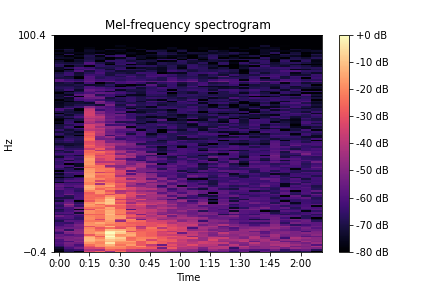 Mel-frequency spectrogram
100.4
Hz
−0.4
0:00 0:15 0:30 0:45 1:00 1:15 1:30 1:45 2:00
Time
+0 dB
-10 dB
-20 dB
-30 dB
-40 dB
-50 dB
-60 dB
-70 dB
-80 dB